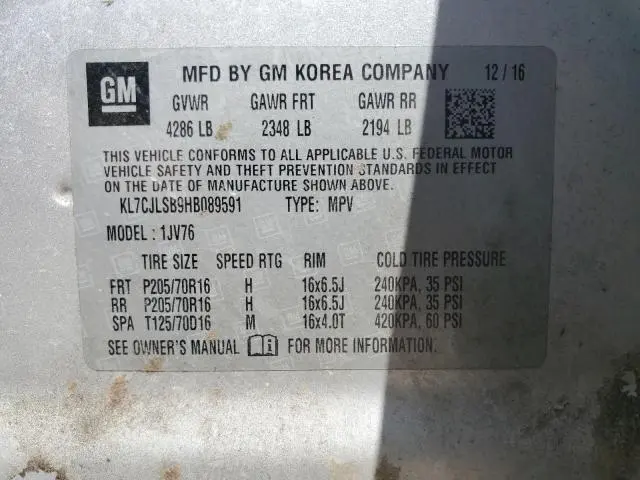 GM MFD BY GM KOREA COMPANY 12/16
GVWR GAWR FRT GAWR RR
4286 LB 2348 LB 2194 LB
THIS VEHICLE CONFORMS TO ALL APPLICABLE U.S. FEDERAL MOTOR
VEHICLE SAFETY AND THEFT PREVENTION STANDARDS IN EFFECT
ON THE DATE OF MANUFACTURE SHOWN ABOVE.
KL7CJLSB9HB089591 TYPE: MPV
MODEL: 1JV76
TIRE SIZE SPEED RTG RIM COLD TIRE PRESSURE
FRT P205/70R16 H 16x6.5J 240KPA, 35 PSI
RR P205/70R16 H 16x6.5J 240KPA, 35 PSI
SPA T125/70D16 M 16x4.0T 420KPA, 60 PSI
SEE OWNER'S MANUAL FOR MORE INFORMATION.